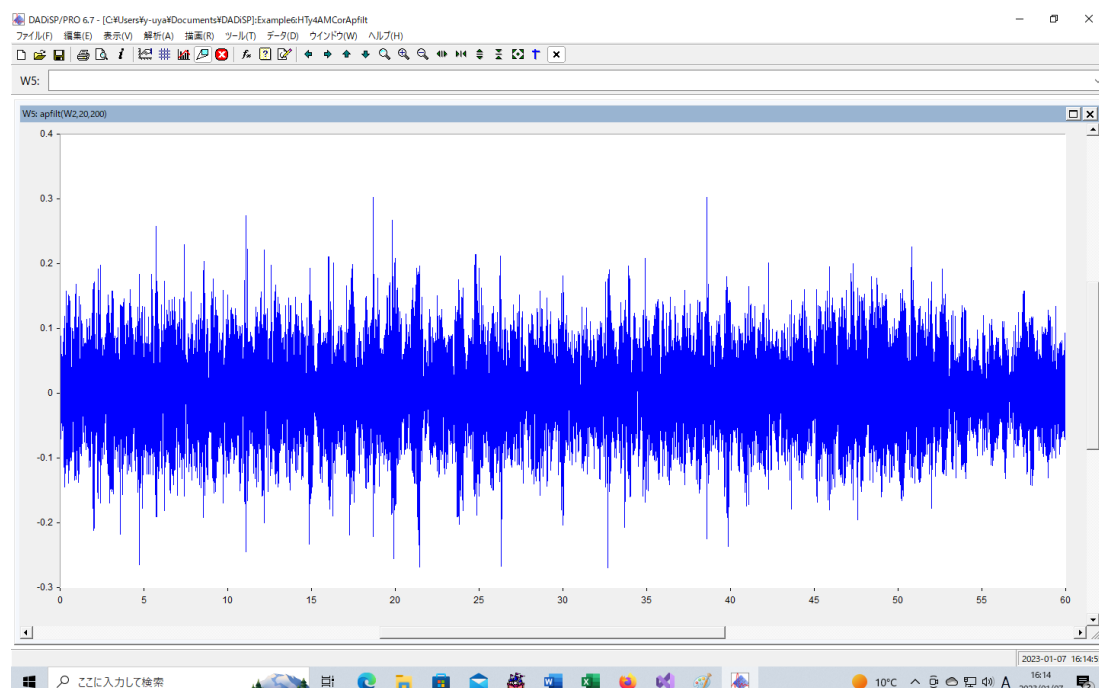 DADiSP/PRO 6.7 - [C:¥Users¥y-uya¥Documents¥DADiSP]:Example6:HTy4AMCorApfilt
ファイル(F) 編集(E) 表示(V) 解析(A) 描画(R) ツール(T) データ(D) ウインドウ(W) ヘルプ(H)
W5:
W5: apfilt(W2,20,200)
0.4
0.3
0.2
0.1
0
-0.1
-0.2
-0.3
0 5 10 15 20 25 30 35 40 45 50 55 60
2023-01-07 16:14:5
ここに入力して検索
10°C
A
16:14
2023/01/07